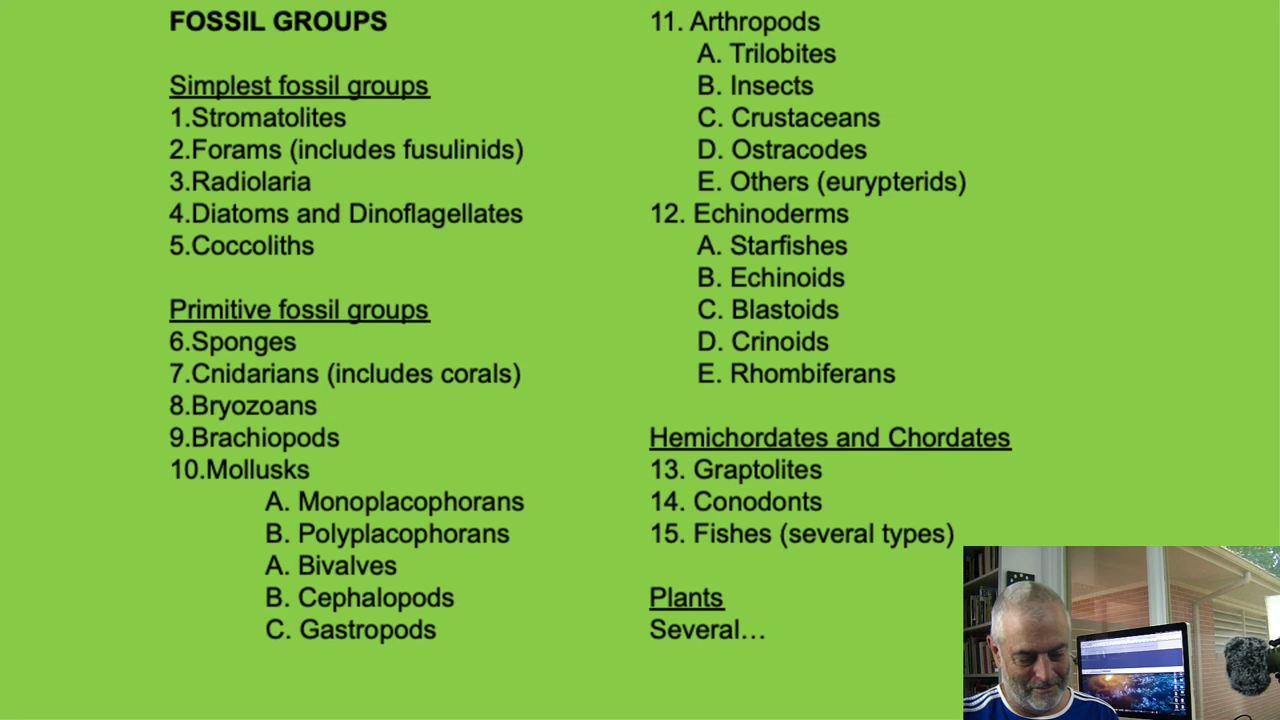 FOSSIL GROUPS
Simplest fossil groups
1.Stromatolites
2.Forams (includes fusulinids)
3.Radiolaria
4.Diatoms and Dinoflagellates
5.Coccoliths
Primitive fossil groups
6.Sponges
7.Cnidarians (includes corals)
8.Bryozoans
9.Brachiopods
10.Mollusks
A. Monoplacophorans
B. Polyplacophorans
A. Bivalves
B. Cephalopods
C. Gastropods
11. Arthropods
A. Trilobites
B. Insects
C. Crustaceans
D. Ostracodes
E. Others (eurypterids)
12. Echinoderms
A. Starfishes
B. Echinoids
C. Blastoids
D. Crinoids
E. Rhombiferans
Hemichordates and Chordates
13. Graptolites
14. Conodonts
15. Fishes (several types)
Plants
Several…